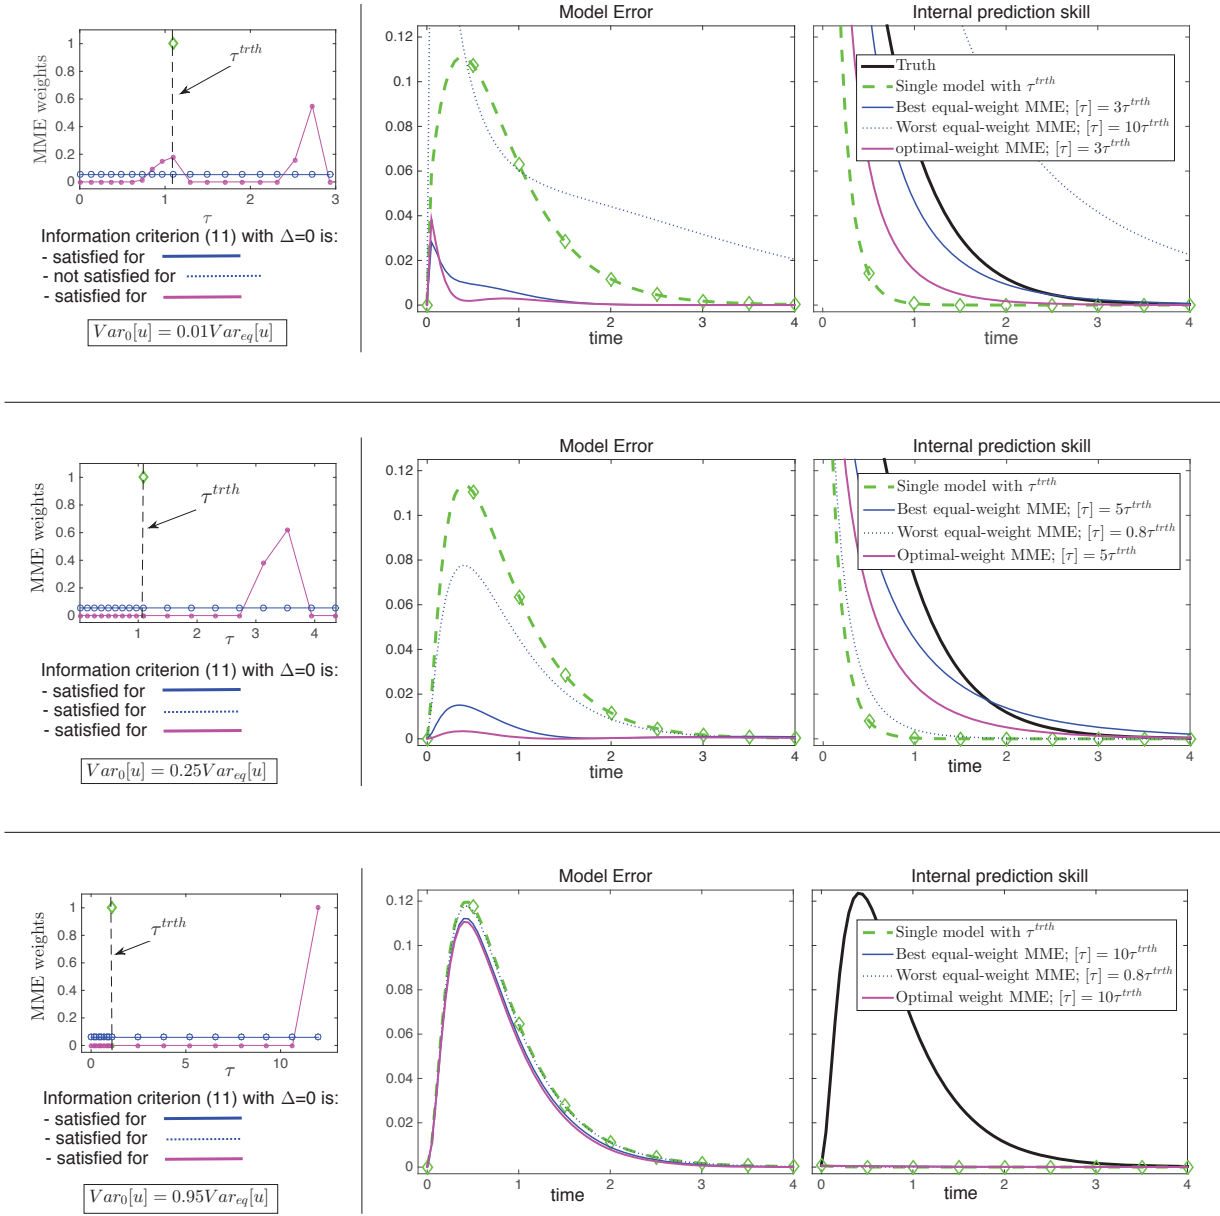 Model Error
Internal prediction skill
MME weights
1
0.8
0.6
0.4
0.2
0
τ^{trth}
0 1 2 3
τ
Information criterion (11) with Δ=0 is:
- satisfied for
- not satisfied for
- satisfied for
Var_0[u] = 0.01Var_{eq}[u]
0.12
0.1
0.08
0.06
0.04
0.02
0
0 1 2 3 4
time
Truth
Single model with τ^{trth}
Best equal-weight MME; [τ] = 3τ^{trth}
Worst equal-weight MME; [τ] = 10τ^{trth}
optimal-weight MME; [τ] = 3τ^{trth}
0 1 2 3 4
time
Model Error
Internal prediction skill
MME weights
1
0.8
0.6
0.4
0.2
0
τ^{trth}
1 2 3 4
τ
Information criterion (11) with Δ=0 is:
- satisfied for
- satisfied for
- satisfied for
Var_0[u] = 0.25Var_{eq}[u]
0.12
0.1
0.08
0.06
0.04
0.02
0
0 1 2 3 4
time
Single model with τ^{trth}
Best equal-weight MME; [τ] = 5τ^{trth}
Worst equal-weight MME; [τ] = 0.8τ^{trth}
Optimal-weight MME; [τ] = 5τ^{trth}
0 1 2 3 4
time
Model Error
Internal prediction skill
MME weights
1
0.8
0.6
0.4
0.2
0
τ^{trth}
0 5 10
τ
Information criterion (11) with Δ=0 is:
- satisfied for
- satisfied for
- satisfied for
Var_0[u] = 0.95Var_{eq}[u]
0.12
0.1
0.08
0.06
0.04
0.02
0
0 1 2 3 4
time
Single model with τ^{trth}
Best equal-weight MME; [τ] = 10τ^{trth}
Worst equal-weight MME; [τ] = 0.8τ^{trth}
Optimal weight MME; [τ] = 10τ^{trth}
0 1 2 3 4
time